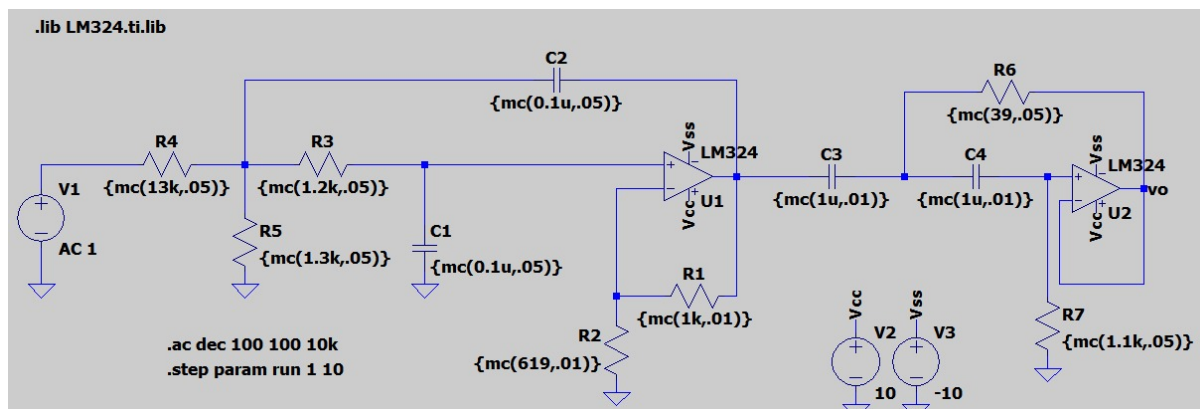 .lib LM324.ti.lib
C2
{mc(0.1u,.05)}
R6
{mc(39,.05)}
R4
{mc(13k,.05)}
R3
{mc(1.2k,.05)}
Vss
LM324
U1
Vcc
C3
{mc(1u,.01)}
C4
{mc(1u,.01)}
Vss
LM324
vo
U2
Vcc
V1
AC 1
R5
{mc(1.3k,.05)}
C1
{mc(0.1u,.05)}
R1
{mc(1k,.01)}
R2
{mc(619,.01)}
Vcc
V2
10
Vss
V3
-10
R7
{mc(1.1k,.05)}
.ac dec 100 100 10k
.step param run 1 10